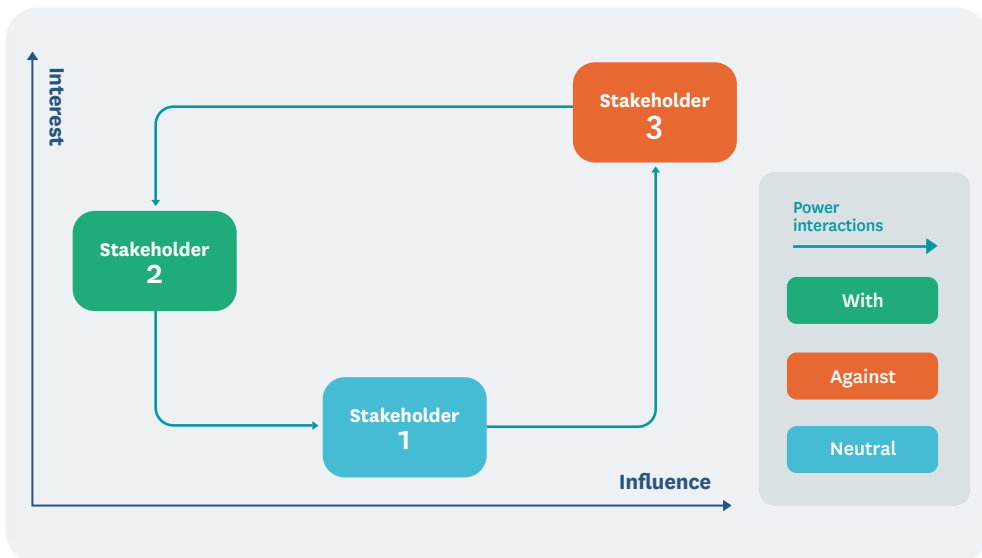 Interest
Stakeholder
3
Stakeholder
2
Stakeholder
1
Influence
Power
interactions
With
Against
Neutral